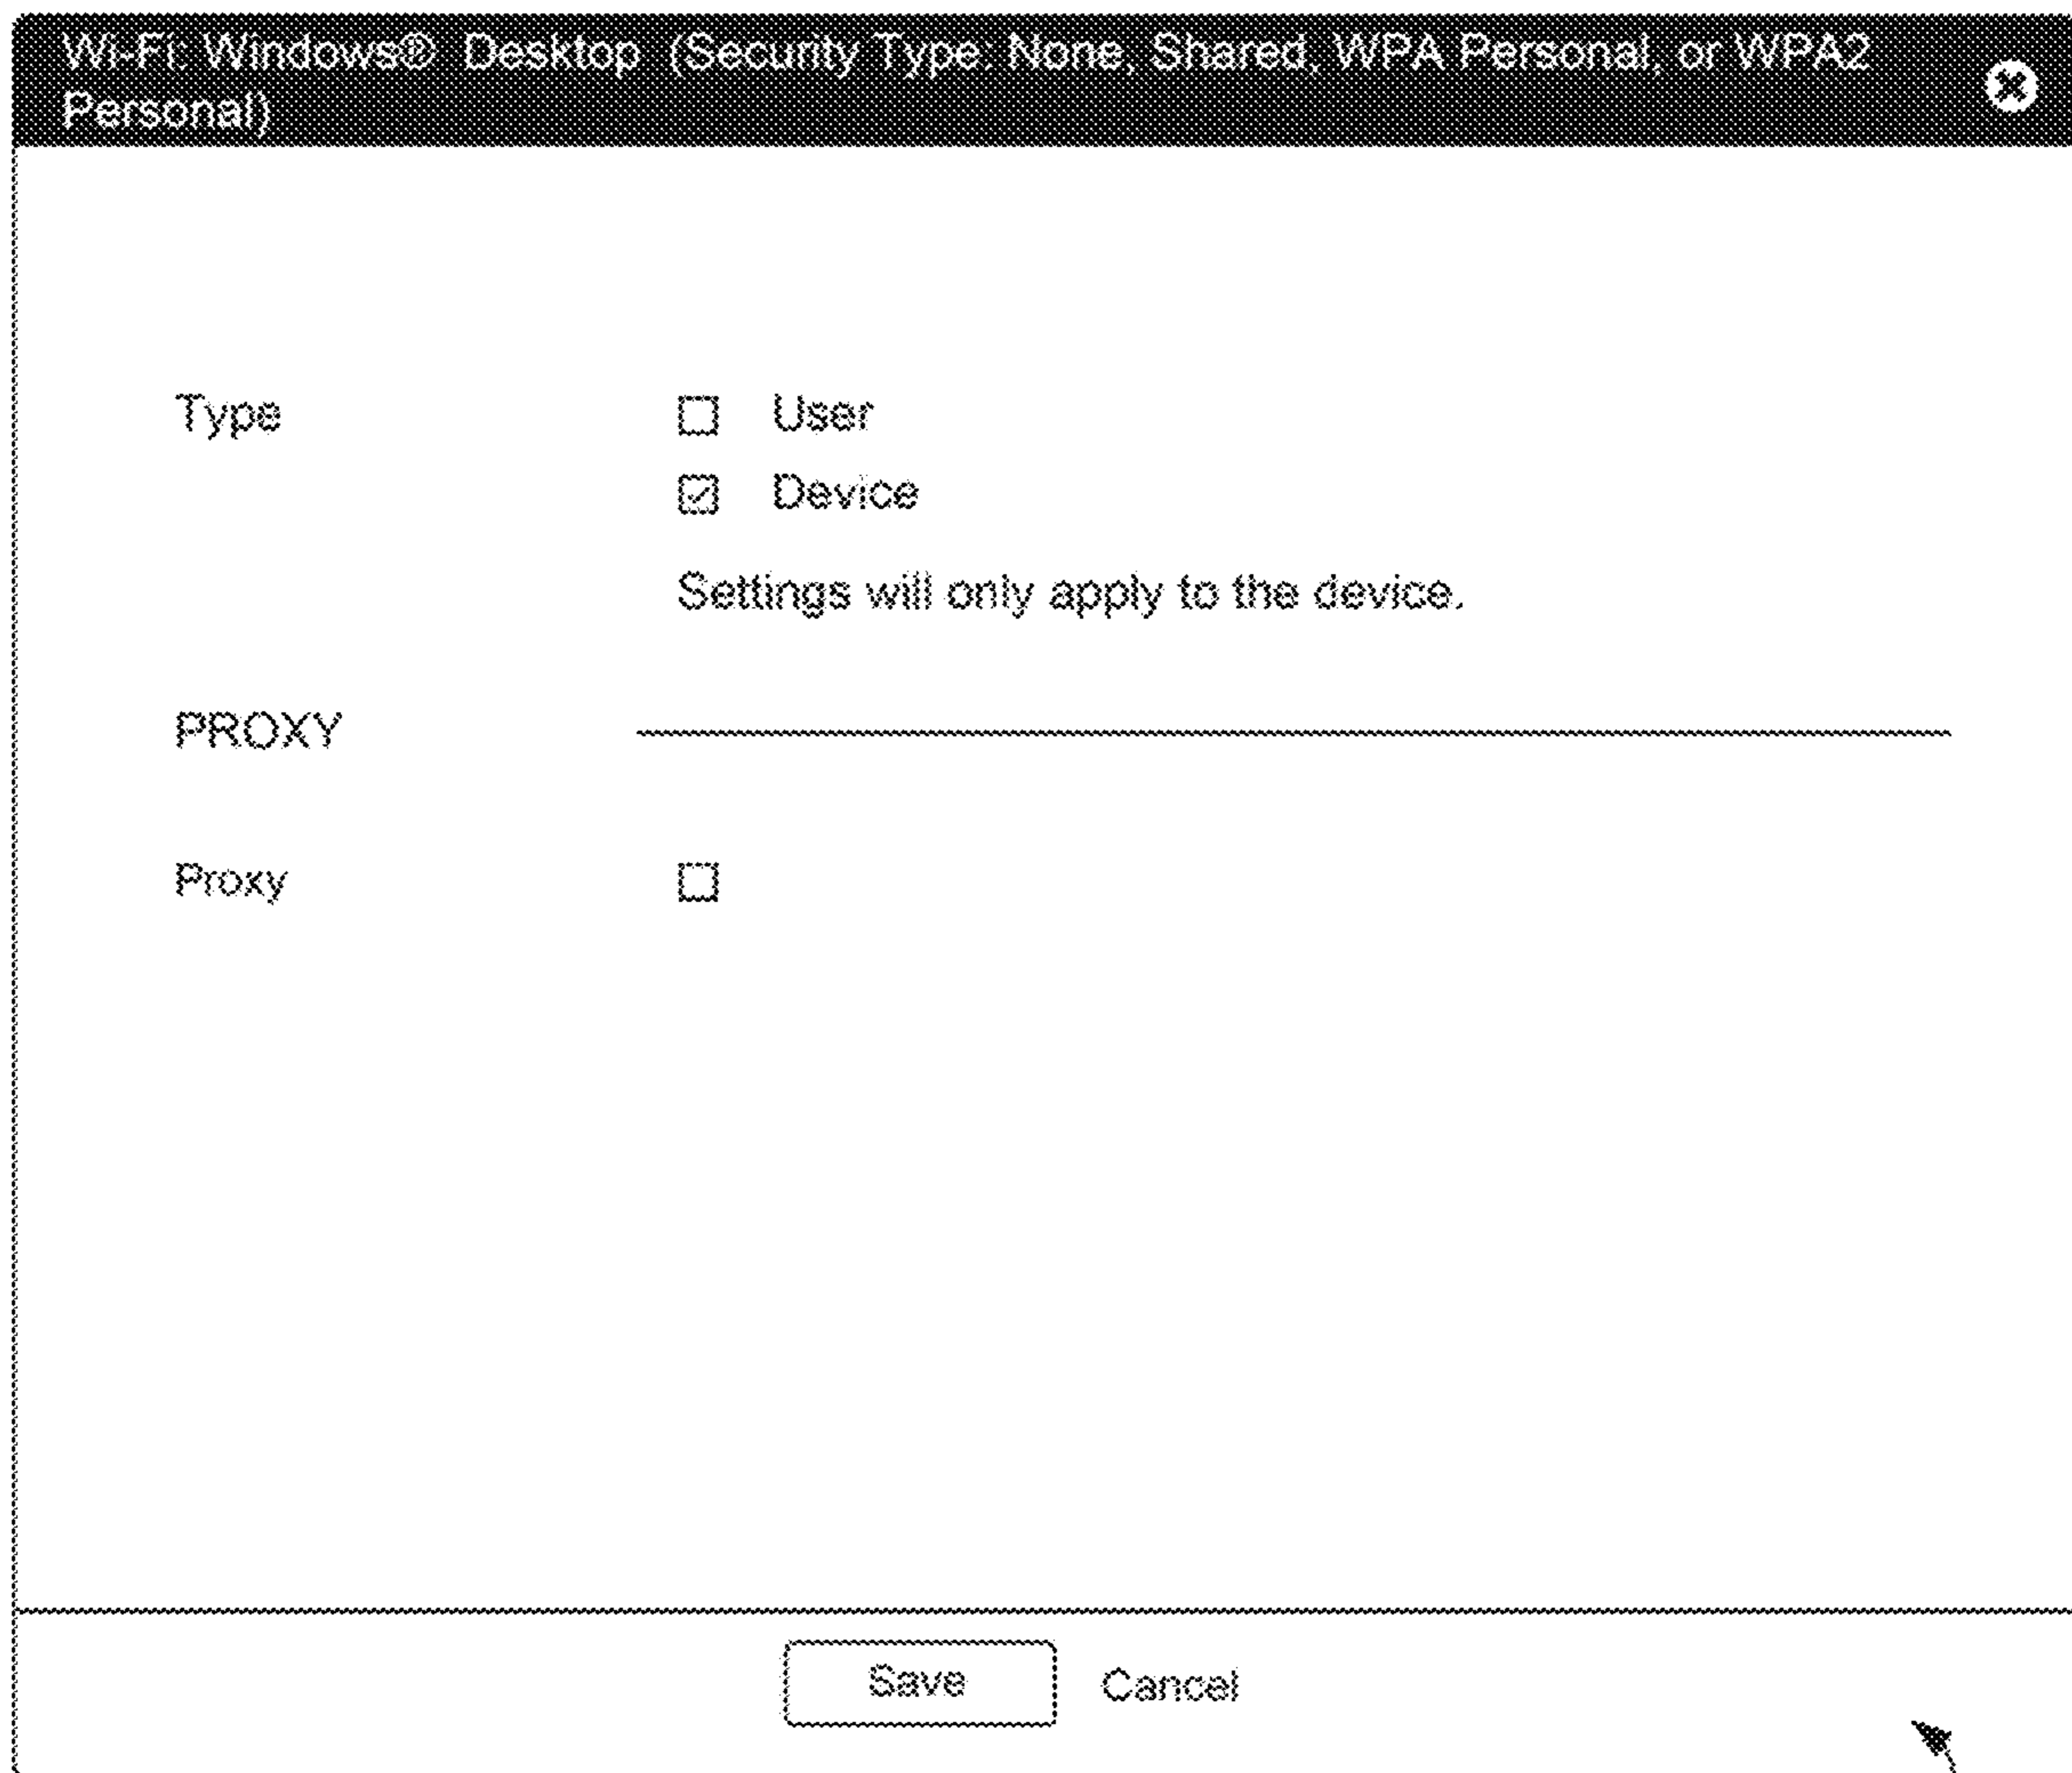 Wi-Fi: Windows® Desktop (Security Type: None, Shared, WPA Personal, or WPA2
Personal)
Type
User
Device
Settings will only apply to the device.
PROXY
Proxy
Save
Cancel